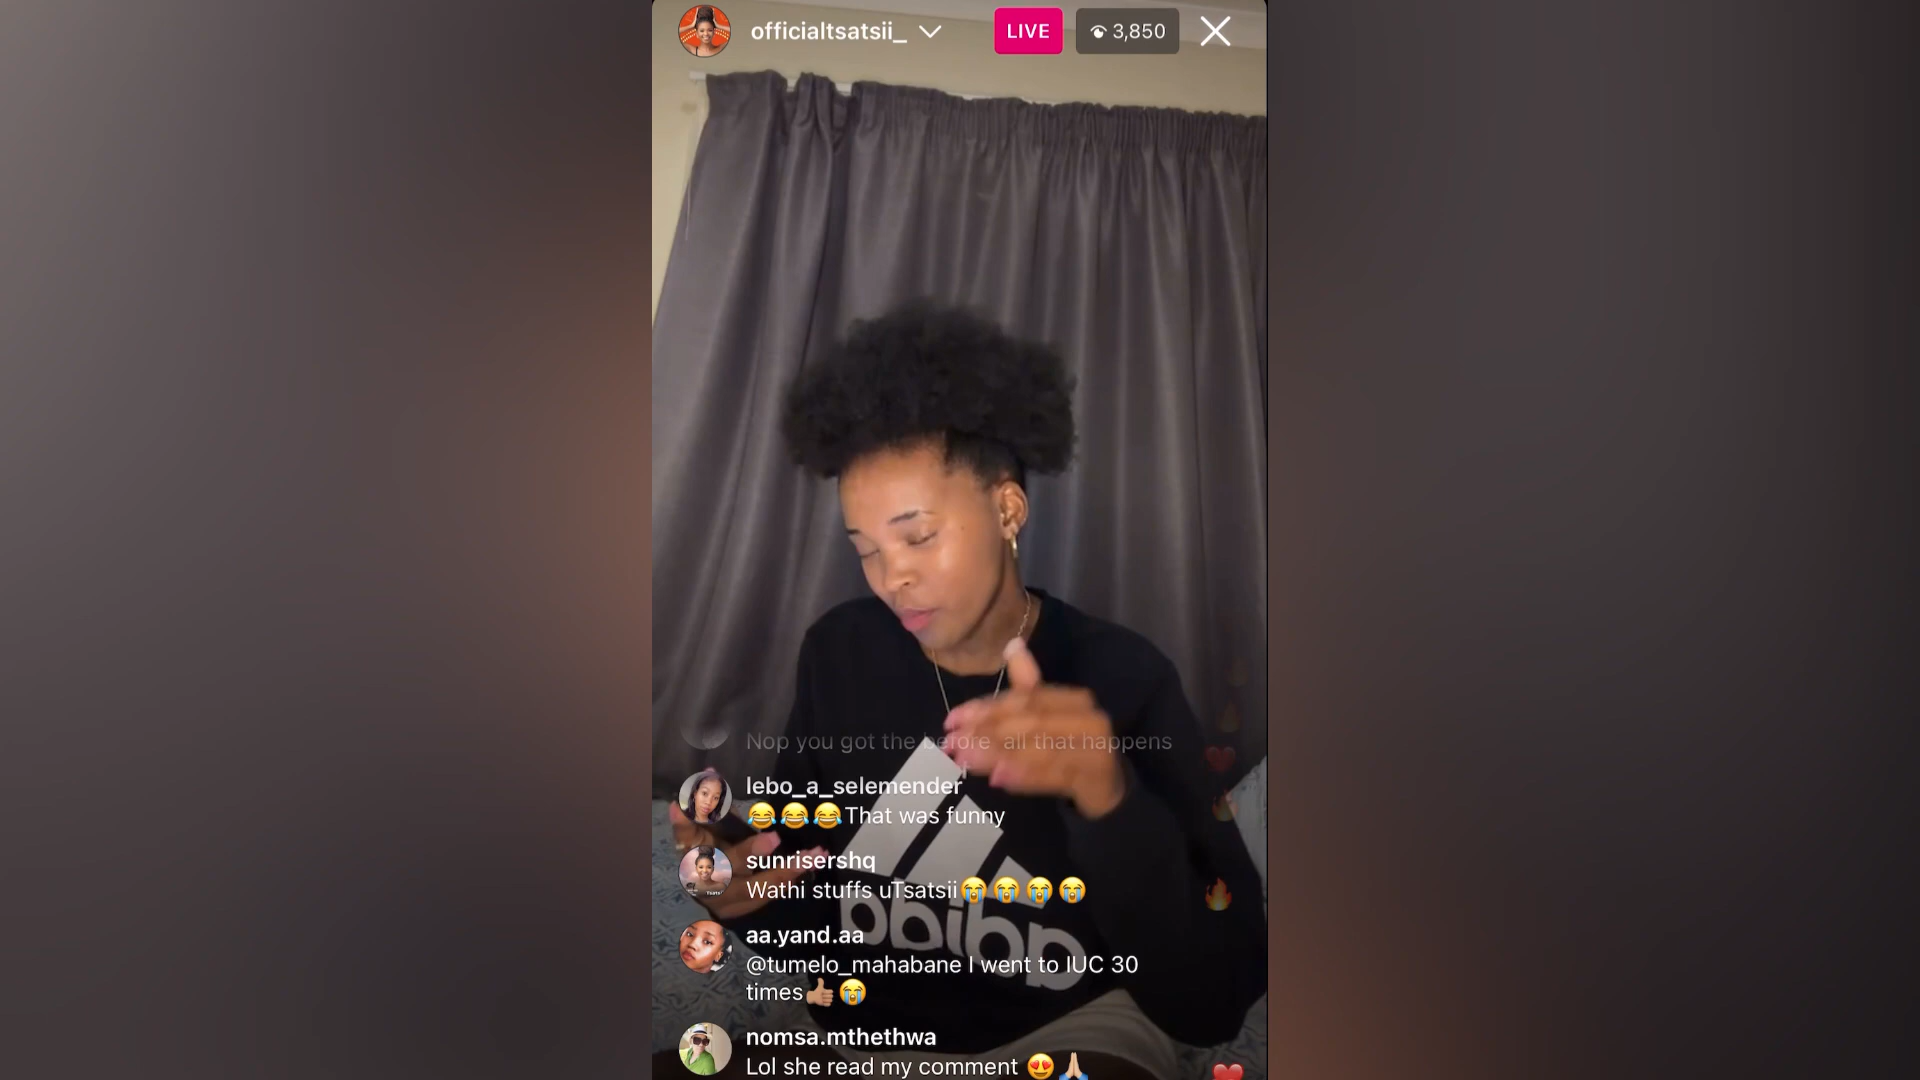 officialtsatsii_
LIVE
3,850
Nop you got the before all that happens
lebo_a_selemender
😂😂😂That was funny
sunrisershq
Wathi stuffs uTsatsii😭😭😭😭
aa.yand.aa
@tumelo_mahabane I went to IUC 30
times👍🏽😭
nomsa.mthethwa
Lol she read my comment 😍🙏🏼
adidas